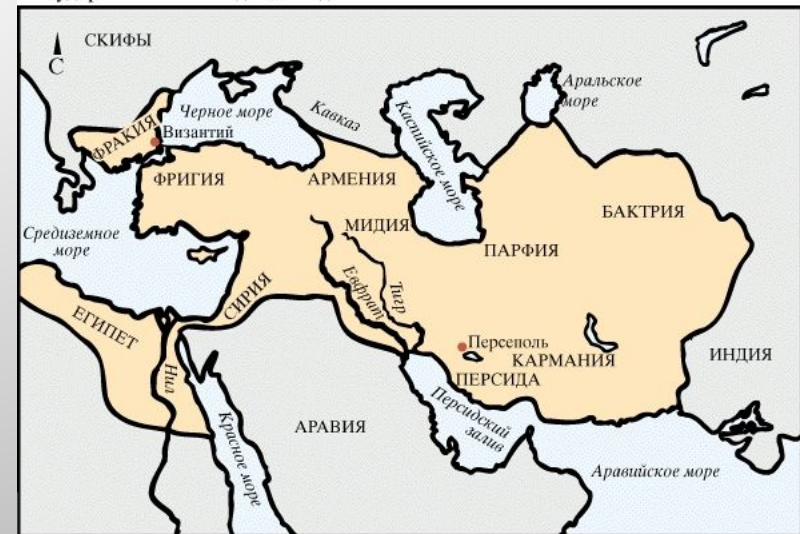 СКИФЫ
С
Аральское
море
Черное море
Кавказ
Каспийское море
ФРАКИЯ
Византий
ФРИГИЯ
АРМЕНИЯ
БАКТРИЯ
Средиземное
море
МИДИЯ
ПАРФИЯ
СИРИЯ
Евфрат
Тигр
ЕГИПЕТ
Персеполь
КАРМАНИЯ
ИНДИЯ
ПЕРСИДА
Нил
Персидский
залив
АРАВИЯ
Красное море
Аравийское море